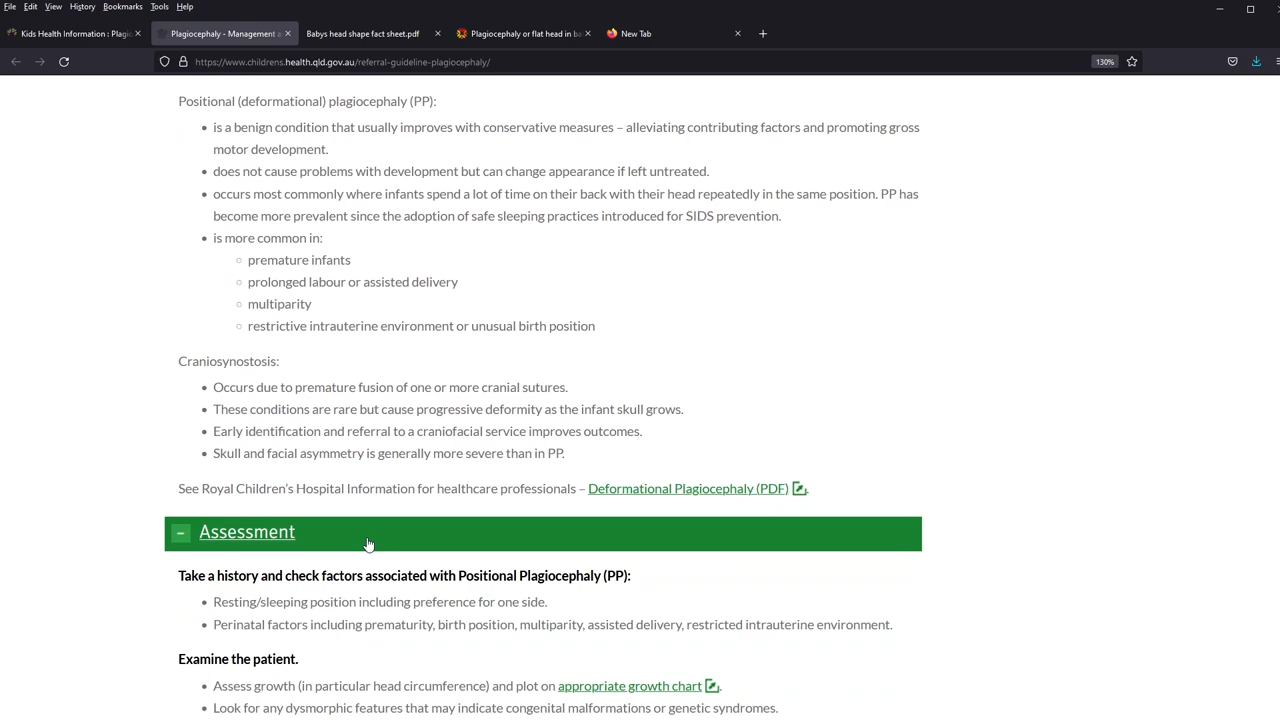 File Edit View History Bookmarks Tools Help
Kids Health Information : Plagi
Plagiocephaly - Management a
Babys head shape fact sheet.pdf
Plagiocephaly or flat head in ba
New Tab
https://www.childrens.health.qld.gov.au/referral-guideline-plagiocephaly/
130%
Positional (deformational) plagiocephaly (PP):
is a benign condition that usually improves with conservative measures – alleviating contributing factors and promoting gross
motor development.
does not cause problems with development but can change appearance if left untreated.
occurs most commonly where infants spend a lot of time on their back with their head repeatedly in the same position. PP has
become more prevalent since the adoption of safe sleeping practices introduced for SIDS prevention.
is more common in:
premature infants
prolonged labour or assisted delivery
multiparity
restrictive intrauterine environment or unusual birth position
Craniosynostosis:
Occurs due to premature fusion of one or more cranial sutures.
These conditions are rare but cause progressive deformity as the infant skull grows.
Early identification and referral to a craniofacial service improves outcomes.
Skull and facial asymmetry is generally more severe than in PP.
See Royal Children’s Hospital Information for healthcare professionals – Deformational Plagiocephaly (PDF).
Assessment
Take a history and check factors associated with Positional Plagiocephaly (PP):
Resting/sleeping position including preference for one side.
Perinatal factors including prematurity, birth position, multiparity, assisted delivery, restricted intrauterine environment.
Examine the patient.
Assess growth (in particular head circumference) and plot on appropriate growth chart.
Look for any dysmorphic features that may indicate congenital malformations or genetic syndromes.